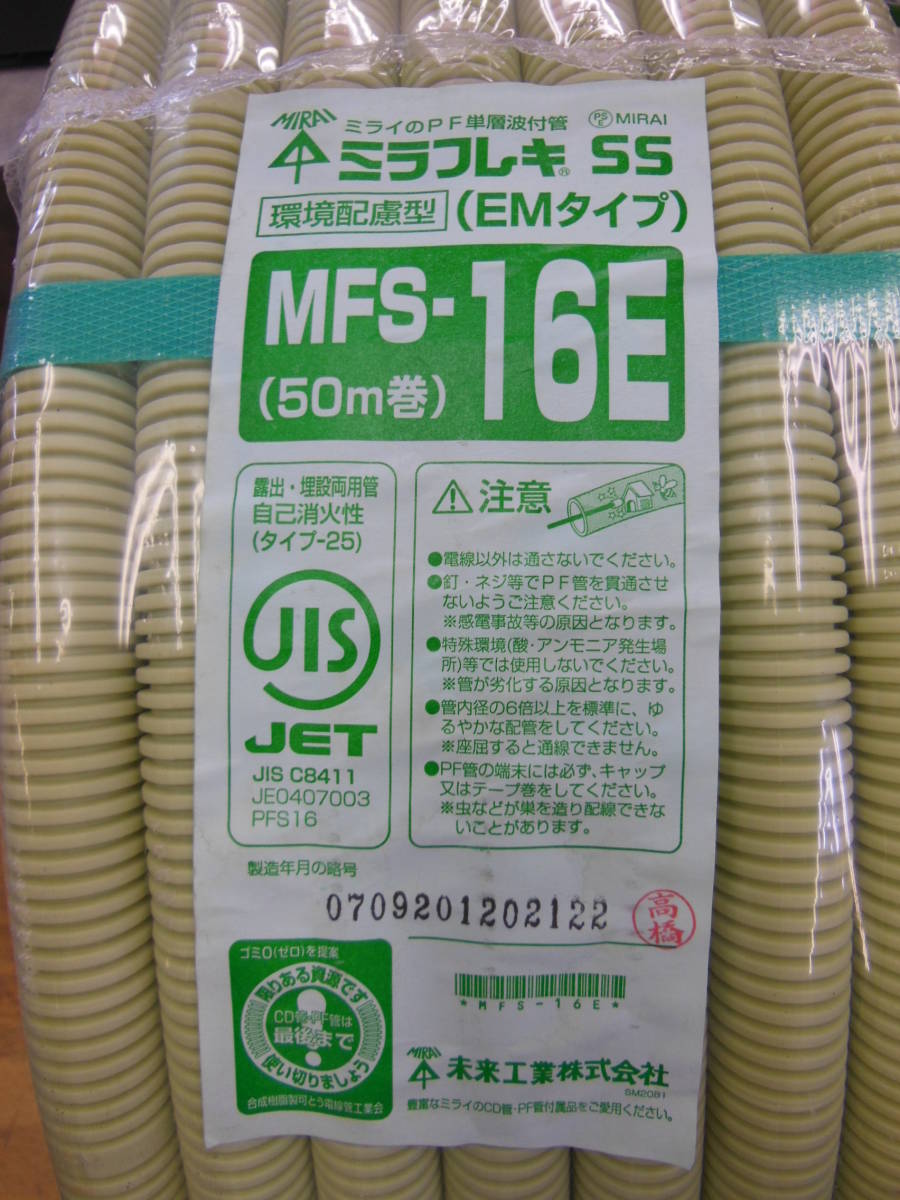 MIRAI
ミライのPF単層波付管
PS E MIRAI
ミラフレキ® SS
環境配慮型 (EMタイプ)
MFS-16E
(50m巻)
露出・埋設両用管
自己消火性
(タイプ-25)
JIS
JET
JIS C8411
JE0407003
PFS16
注意
●電線以外は通さないでください。
●釘・ネジ等でPF管を貫通させ
ないようご注意ください。
※感電事故等の原因となります。
●特殊環境(酸・アンモニア発生場
所)等では使用しないでください。
※管が劣化する原因となります。
●管内径の6倍以上を標準に、ゆ
るやかな配管をしてください。
※座屈すると通線できません。
●PF管の端末には必ず、キャップ
又はテープ巻をしてください。
※虫などが巣を造り配線できな
いことがあります。
製造年月の略号
0709201202122
高橋
ゴミ0(ゼロ)を提案
限りある資源です
CD管・PF管は
最後まで
使い切りましょう
合成樹脂製可とう電線管工業会
*MFS-16E*
MIRAI
未来工業株式会社
SM20B1
豊富なミライのCD管・PF管付属品をご愛用ください。